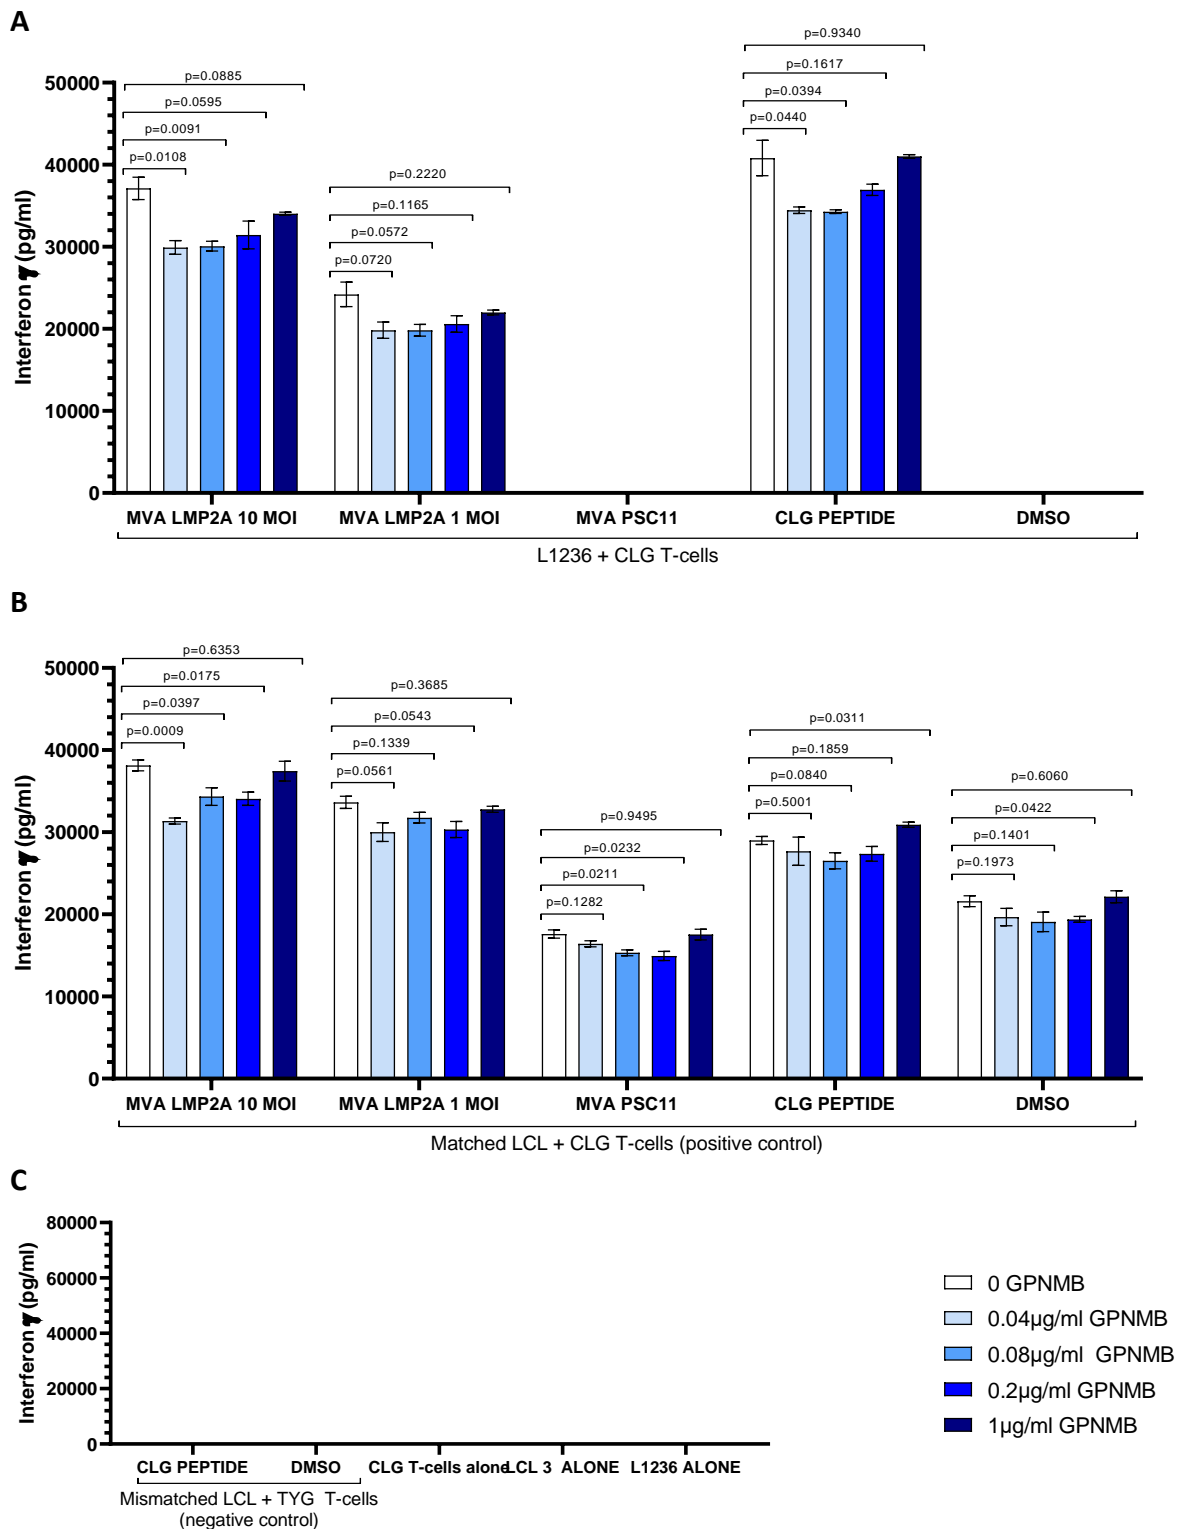 A
p=0.9340
p=0.1617
p=0.0394
p=0.0440
p=0.0885
p=0.0595
p=0.0091
p=0.0108
p=0.2220
p=0.1165
p=0.0572
p=0.0720
Interferon γ (pg/ml)
50000
40000
30000
20000
10000
0
MVA LMP2A 10 MOI MVA LMP2A 1 MOI MVA PSC11 CLG PEPTIDE DMSO
L1236 + CLG T-cells
B
p=0.6353
p=0.0175
p=0.0397
p=0.0009
p=0.3685
p=0.0543
p=0.1339
p=0.0561
p=0.9495
p=0.0232
p=0.0211
p=0.1282
p=0.0311
p=0.1859
p=0.0840
p=0.5001
p=0.6060
p=0.0422
p=0.1401
p=0.1973
Interferon γ (pg/ml)
50000
40000
30000
20000
10000
0
MVA LMP2A 10 MOI MVA LMP2A 1 MOI MVA PSC11 CLG PEPTIDE DMSO
Matched LCL + CLG T-cells (positive control)
C
Interferon γ (pg/ml)
80000
60000
40000
20000
0
CLG PEPTIDE DMSO CLG T-cells alone LCL 3 ALONE L1236 ALONE
Mismatched LCL + TYG T-cells
(negative control)
0 GPNMB
0.04µg/ml GPNMB
0.08µg/ml GPNMB
0.2µg/ml GPNMB
1µg/ml GPNMB